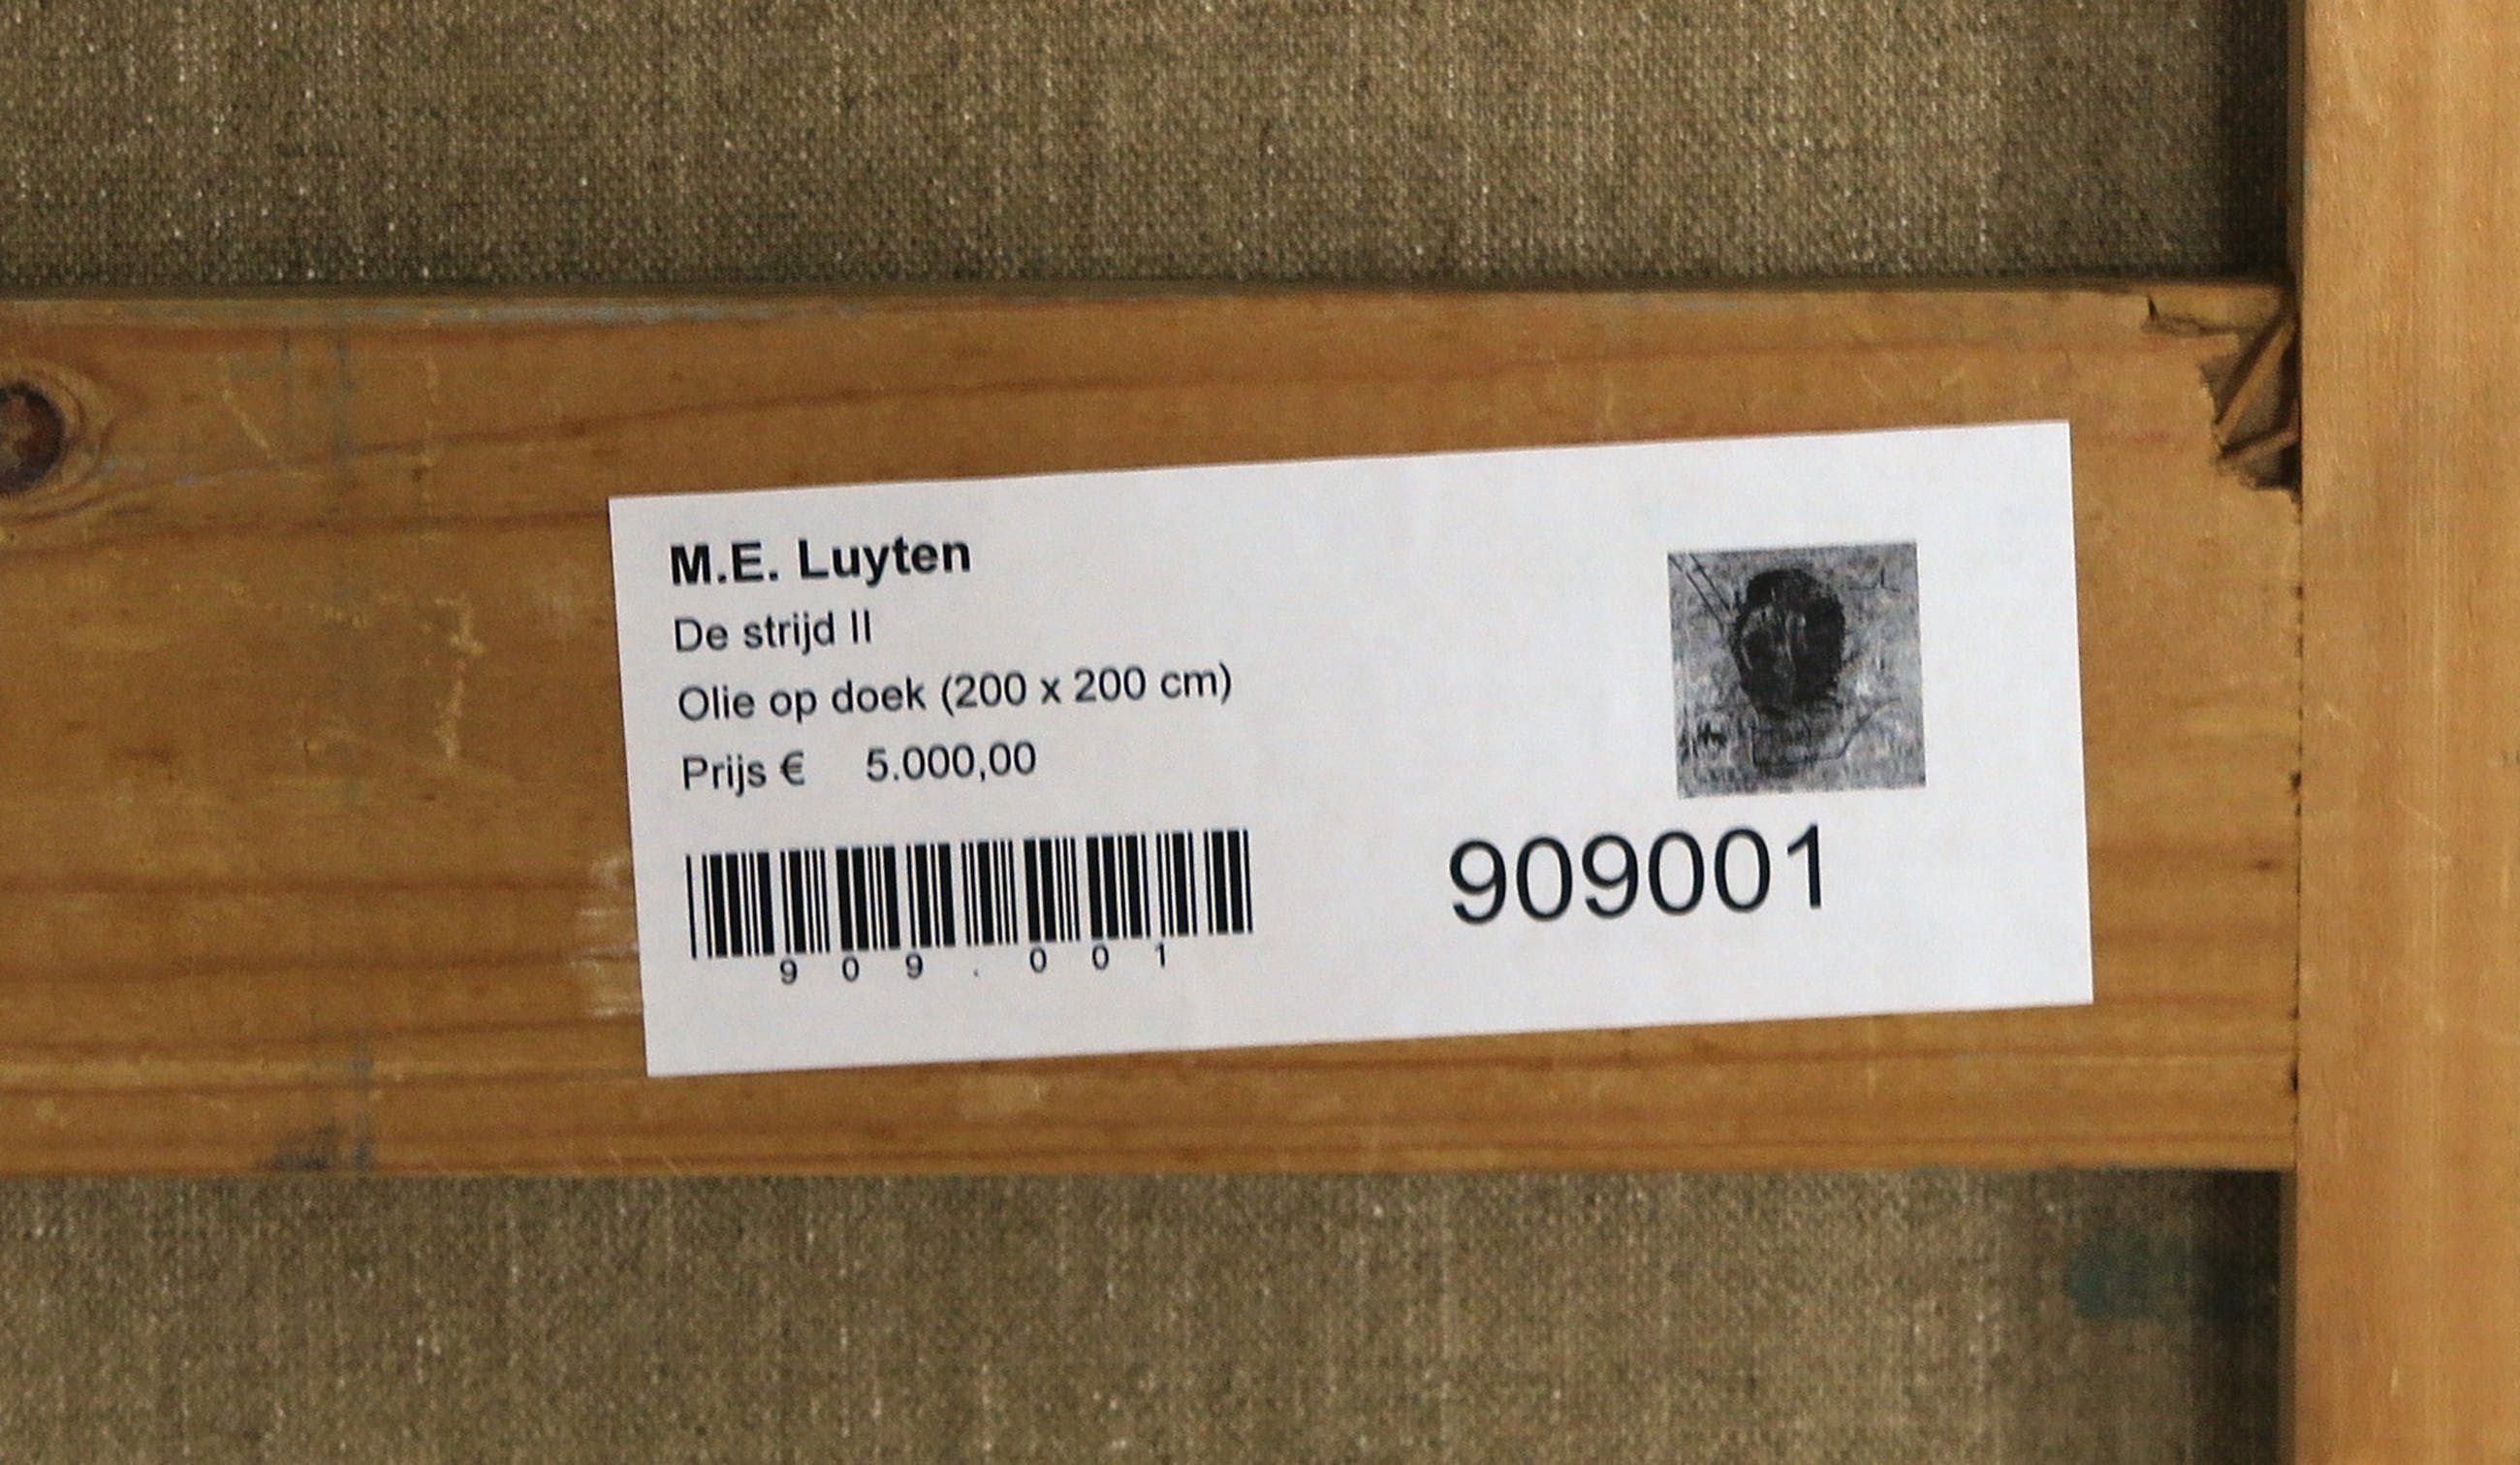 M.E. Luyten
De strijd II
Olie op doek (200 x 200 cm)
Prijs € 5.000,00
909.001
909001